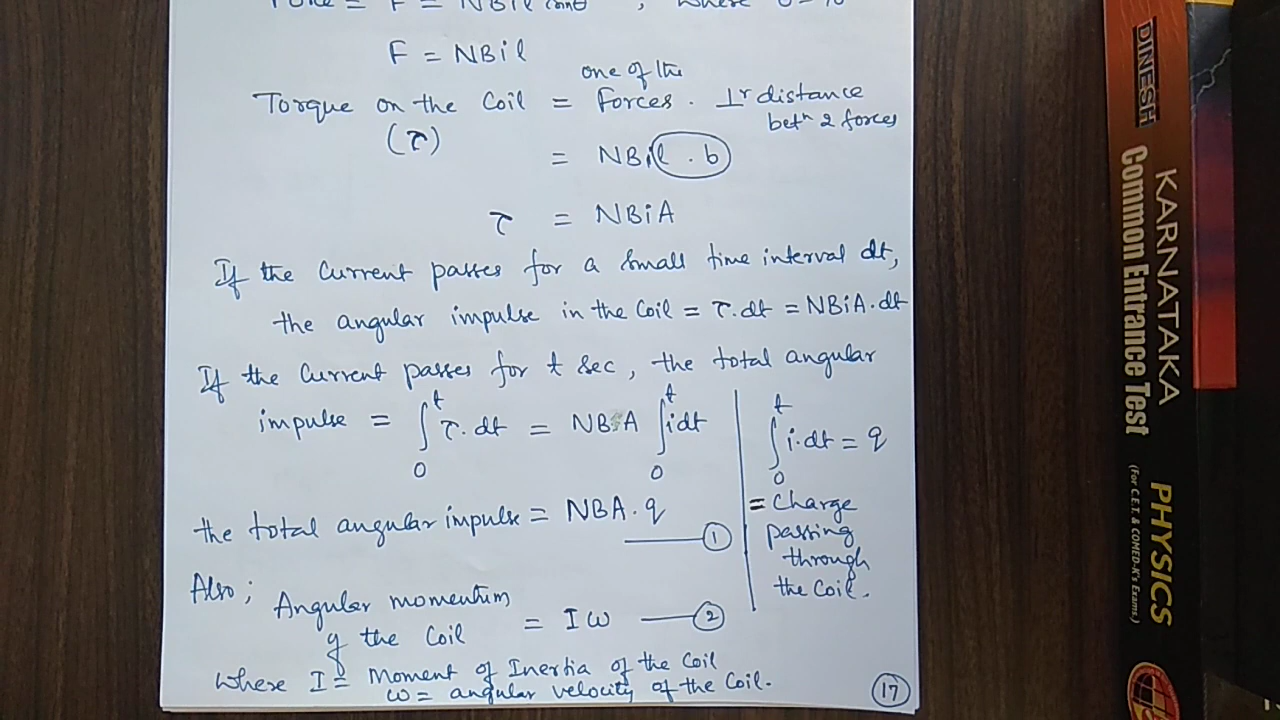 F = NBil
one of the
Torque on the Coil = forces . ⊥r distance
betn 2 forces
(τ)
= NBil . b
τ = NBiA
If the Current passes for a small time interval dt,
the angular impulse in the Coil = τ.dt = NBiA.dt
If the Current passes for t sec, the total angular
impulse = ∫₀ᵗ τ.dt = NBA ∫₀ᵗ idt
∫₀ᵗ i.dt = q
= Charge
passing
through
the Coil.
the total angular impulse = NBA.q
①
Also; Angular momentum
of the Coil = Iω ②
Where I = Moment of Inertia of the Coil
ω = angular velocity of the Coil.
17
DINESH
KARNATAKA
Common Entrance Test
PHYSICS
(For C.E.T. & COMED-K's Exams.)